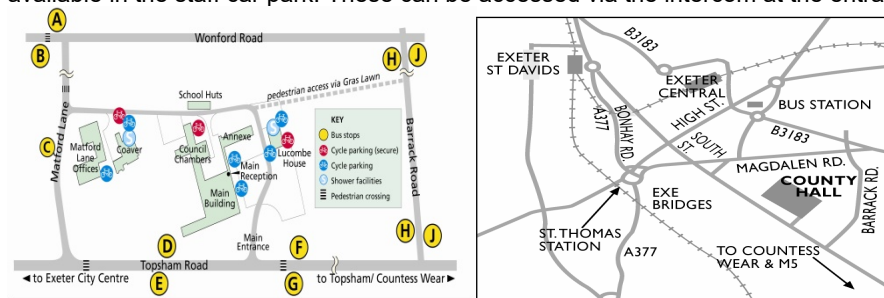 available in the staff car park. These can be accessed via the intercom at the entra
A
B
Wonford Road
H
J
School Huts
pedestrian access via Gras Lawn
Matford Lane
C
Matford
Lane
Offices
Coaver
Council
Chambers
Annexe
Lucombe
House
Main
Reception
Main
Building
Main
Entrance
KEY
Bus stops
Cycle parking (secure)
Cycle parking
Shower facilities
Pedestrian crossing
Barrack Road
H
J
D
F
Topsham Road
E
G
to Exeter City Centre
to Topsham/ Countess Wear
EXETER
ST DAVIDS
B3183
EXETER
CENTRAL
A377
BONHAY RD.
HIGH ST.
BUS STATION
SOUTH
ST.
B3183
MAGDALEN RD.
COUNTY
HALL
BARRACK RD.
EXE
BRIDGES
ST. THOMAS
STATION
A377
TO COUNTESS
WEAR & M5